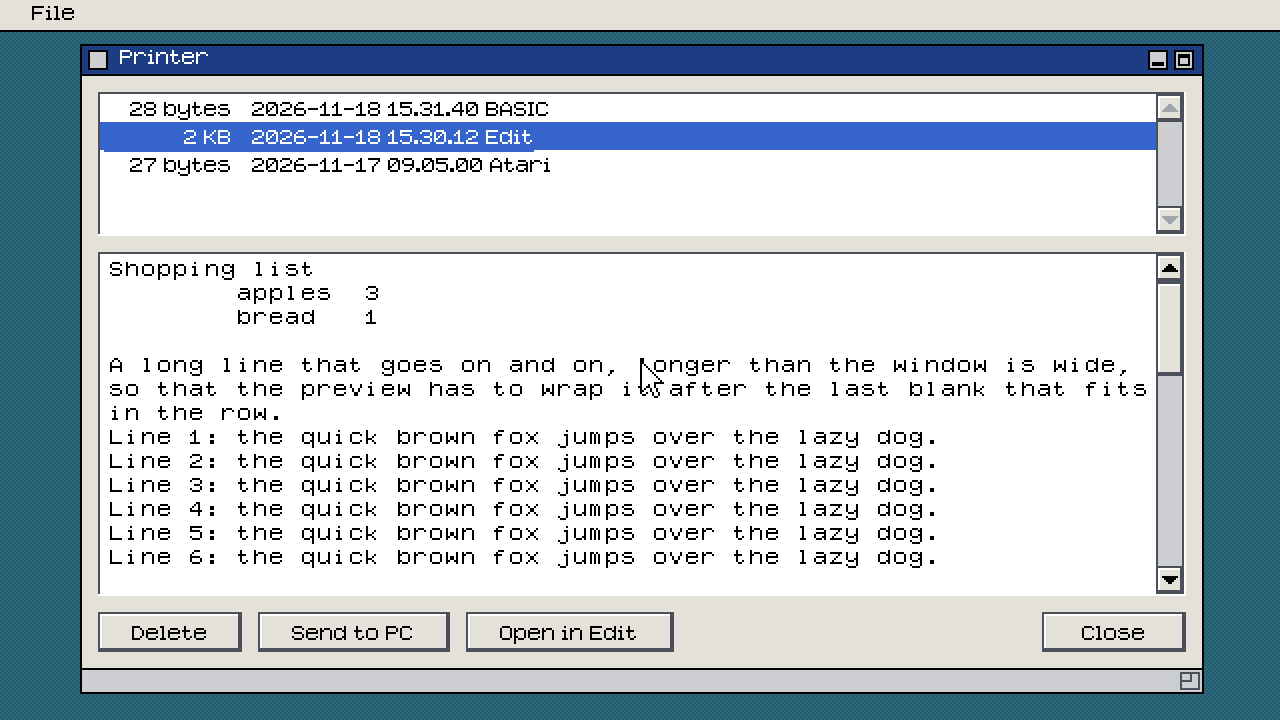 File
Printer
28 bytes 2026-11-18 15.31.40 BASIC
2 KB 2026-11-18 15.30.12 Edit
27 bytes 2026-11-17 09.05.00 Atari
Shopping list
apples 3
bread 1
A long line that goes on and on, longer than the window is wide,
so that the preview has to wrap it after the last blank that fits
in the row.
Line 1: the quick brown fox jumps over the lazy dog.
Line 2: the quick brown fox jumps over the lazy dog.
Line 3: the quick brown fox jumps over the lazy dog.
Line 4: the quick brown fox jumps over the lazy dog.
Line 5: the quick brown fox jumps over the lazy dog.
Line 6: the quick brown fox jumps over the lazy dog.
Delete Send to PC Open in Edit Close